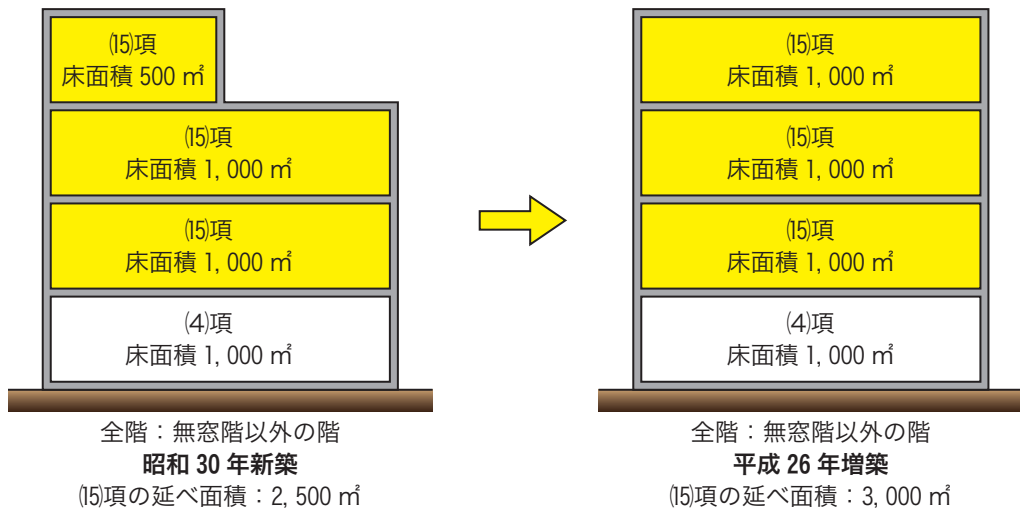 ⒂項
床面積 500 ㎡
⒂項
床面積 1, 000 ㎡
⒂項
床面積 1, 000 ㎡
⑷項
床面積 1, 000 ㎡
全階：無窓階以外の階
昭和 30 年新築
⒂項の延べ面積：2, 500 ㎡
⒂項
床面積 1, 000 ㎡
⒂項
床面積 1, 000 ㎡
⒂項
床面積 1, 000 ㎡
⑷項
床面積 1, 000 ㎡
全階：無窓階以外の階
平成 26 年増築
⒂項の延べ面積：3, 000 ㎡